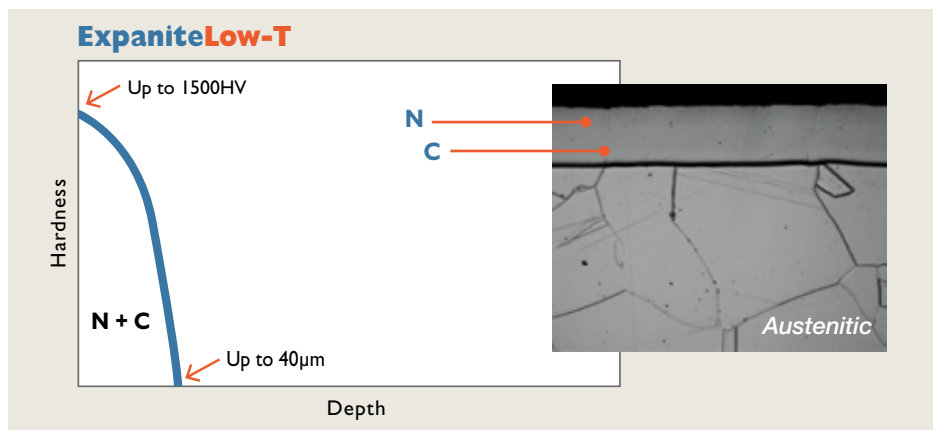 ExpaniteLow-T
Up to 1500HV
N
C
Hardness
N + C
Up to 40µm
Austenitic
Depth